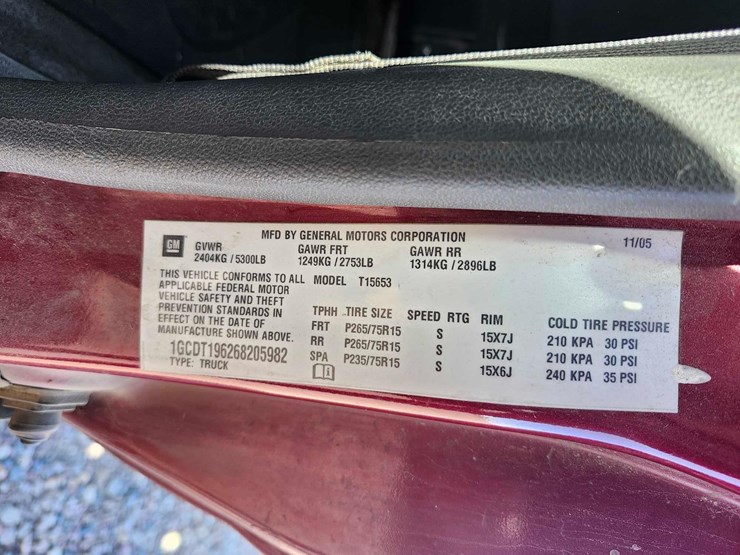 MFD BY GENERAL MOTORS CORPORATION 11/05
GM GVWR GAWR FRT GAWR RR
2404KG / 5300LB 1249KG / 2753LB 1314KG / 2896LB
THIS VEHICLE CONFORMS TO ALL MODEL T15653
APPLICABLE FEDERAL MOTOR
VEHICLE SAFETY AND THEFT
PREVENTION STANDARDS IN
EFFECT ON THE DATE OF
MANUFACTURE SHOWN ABOVE.
1GCDT196268205982
TYPE: TRUCK
TPHH TIRE SIZE SPEED RTG RIM COLD TIRE PRESSURE
FRT P265/75R15 S 15X7J 210 KPA 30 PSI
RR P265/75R15 S 15X7J 210 KPA 30 PSI
SPA P235/75R15 S 15X6J 240 KPA 35 PSI